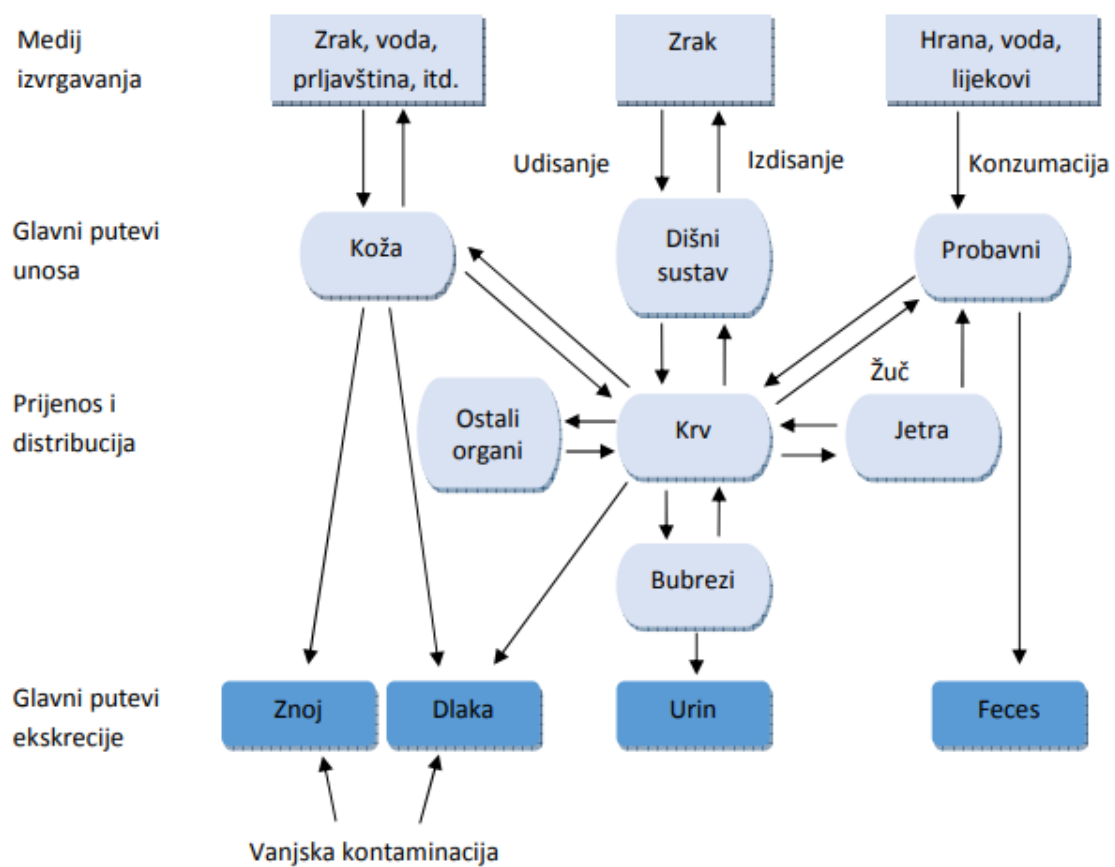 Medij
izvrgavanja
Zrak, voda,
prljavština, itd.
Zrak
Hrana, voda,
lijekovi
Udisanje
Izdisanje
Konzumacija
Glavni putevi
unosa
Koža
Dišni
sustav
Probavni
Žuč
Prijenos i
distribucija
Ostali
organi
Krv
Jetra
Bubrezi
Glavni putevi
ekskrecije
Znoj
Dlaka
Urin
Feces
Vanjska kontaminacija